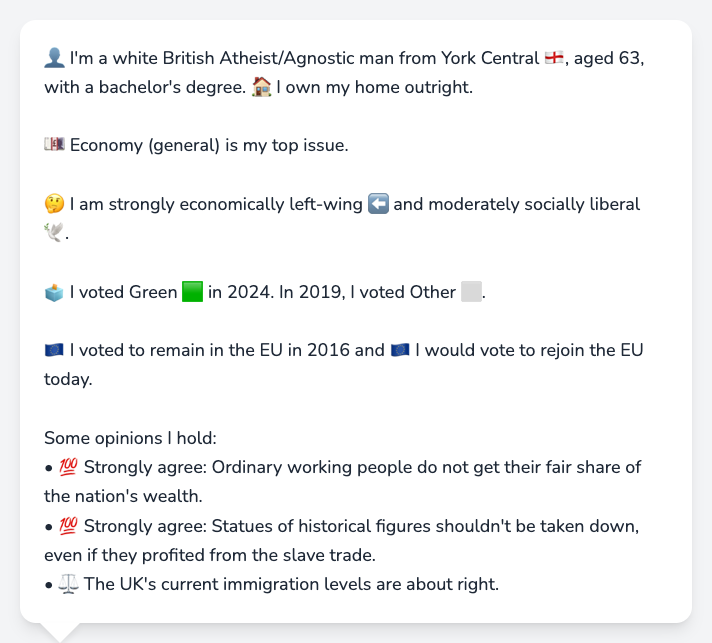 👤 I'm a white British Atheist/Agnostic man from York Central 🏴󠁧󠁢󠁥󠁮󠁧󠁿, aged 63,
with a bachelor's degree. 🏠 I own my home outright.
💷 Economy (general) is my top issue.
🤔 I am strongly economically left-wing ⬅️ and moderately socially liberal
🕊️.
🗳️ I voted Green 🟩 in 2024. In 2019, I voted Other ⬜.
🇪🇺 I voted to remain in the EU in 2016 and 🇪🇺 I would vote to rejoin the EU
today.
Some opinions I hold:
• 💯 Strongly agree: Ordinary working people do not get their fair share of
the nation's wealth.
• 💯 Strongly agree: Statues of historical figures shouldn't be taken down,
even if they profited from the slave trade.
• ⚖️ The UK's current immigration levels are about right.